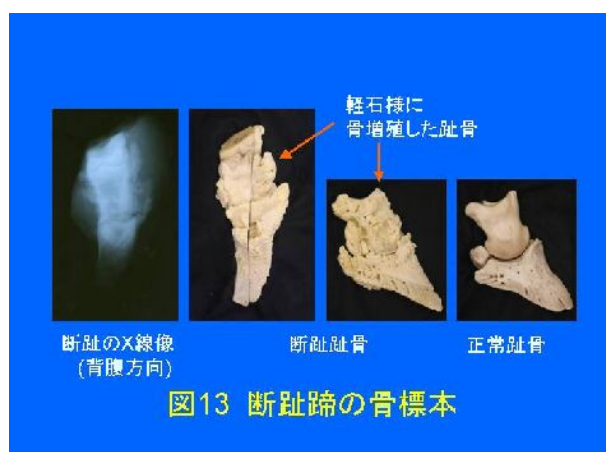 軽石様に
骨増殖した趾骨
断趾のX線像
(背腹方向)
断趾趾骨
正常趾骨
図13 断趾蹄の骨標本